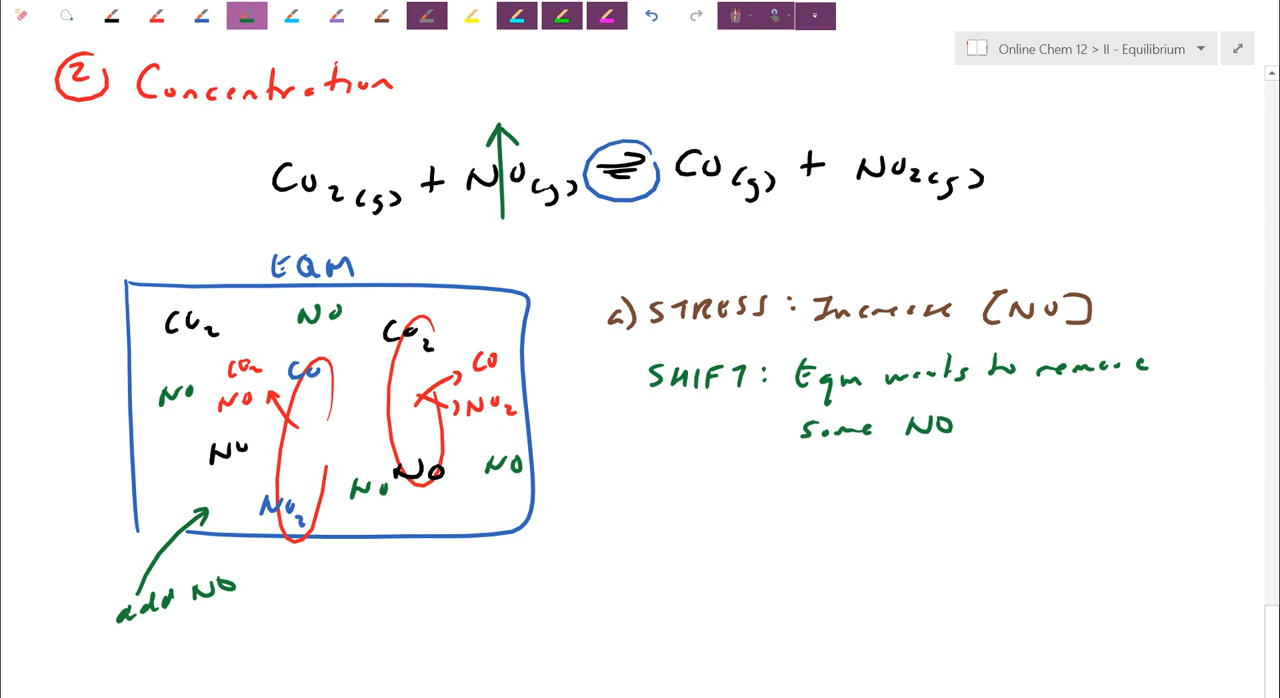 Online Chem 12 > II - Equilibrium
② Concentration
CO2(g) + NO(g) ⇌ CO(g) + NO2(g)
EQM
CO2 NO CO2
CO2 CO CO
NO NO NO2
NO NO NO
NO2 NO
add NO
a) STRESS : Increase [NO]
SHIFT : Eqm wants to remove
some NO